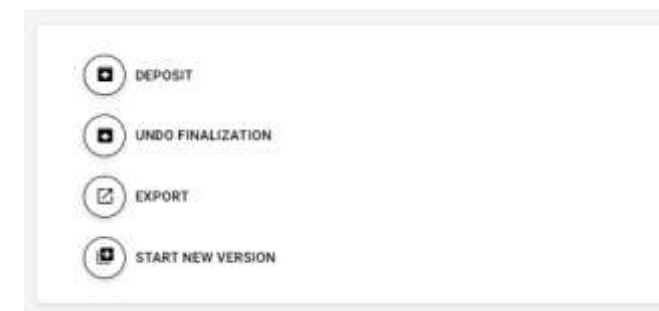 DEPOSIT
UNDO FINALIZATION
EXPORT
START NEW VERSION